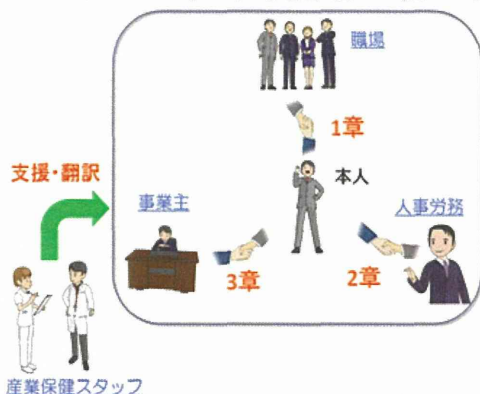 職場
1章
支援・翻訳
本人
事業主
人事労務
3章
2章
産業保健スタッフ